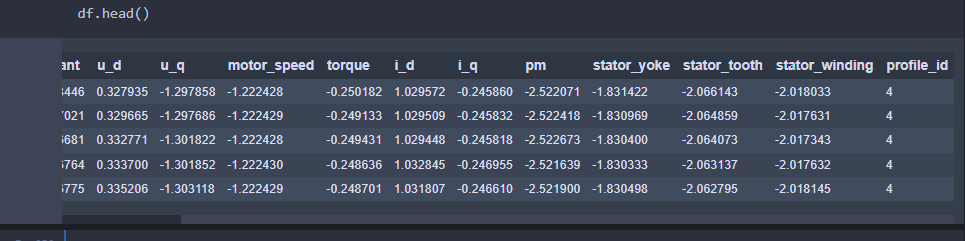 df.head()
ant u_d u_q motor_speed torque i_d i_q pm stator_yoke stator_tooth stator_winding profile_id
3446 0.327935 -1.297858 -1.222428 -0.250182 1.029572 -0.245860 -2.522071 -1.831422 -2.066143 -2.018033 4
7021 0.329665 -1.297686 -1.222429 -0.249133 1.029509 -0.245832 -2.522418 -1.830969 -2.064859 -2.017631 4
6681 0.332771 -1.301822 -1.222428 -0.249431 1.029448 -0.245818 -2.522673 -1.830400 -2.064073 -2.017343 4
6764 0.333700 -1.301852 -1.222430 -0.248636 1.032845 -0.246955 -2.521639 -1.830333 -2.063137 -2.017632 4
5775 0.335206 -1.303118 -1.222429 -0.248701 1.031807 -0.246610 -2.521900 -1.830498 -2.062795 -2.018145 4